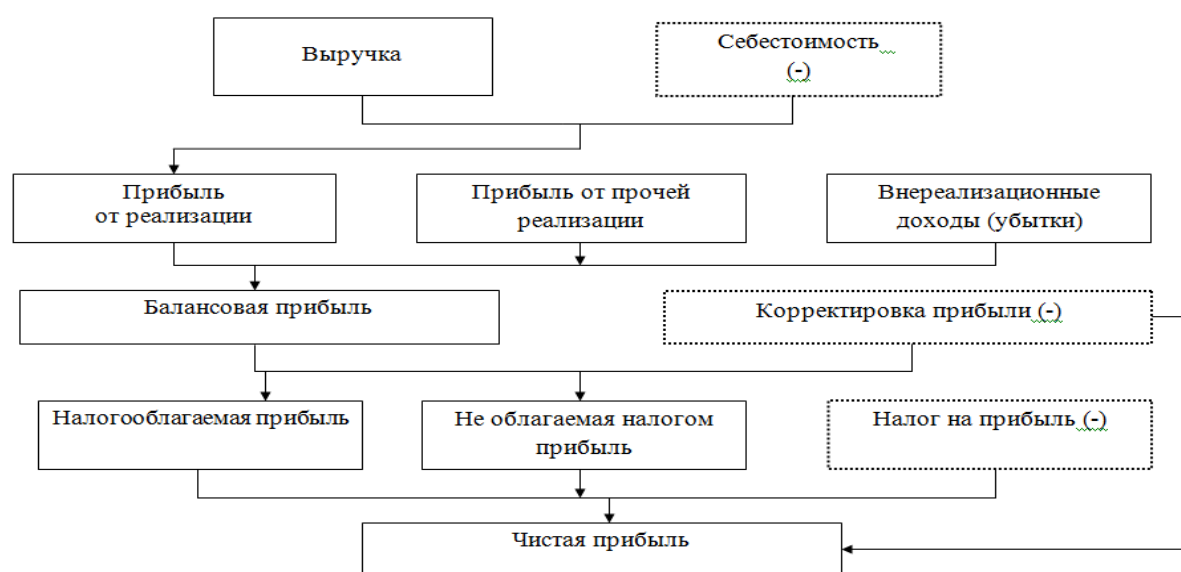 Выручка
Себестоимость
(-)
Прибыль
от реализации
Прибыль от прочей
реализации
Внереализационные
доходы (убытки)
Балансовая прибыль
Корректировка прибыли (-)
Налогооблагаемая прибыль
Не облагаемая налогом
прибыль
Налог на прибыль (-)
Чистая прибыль